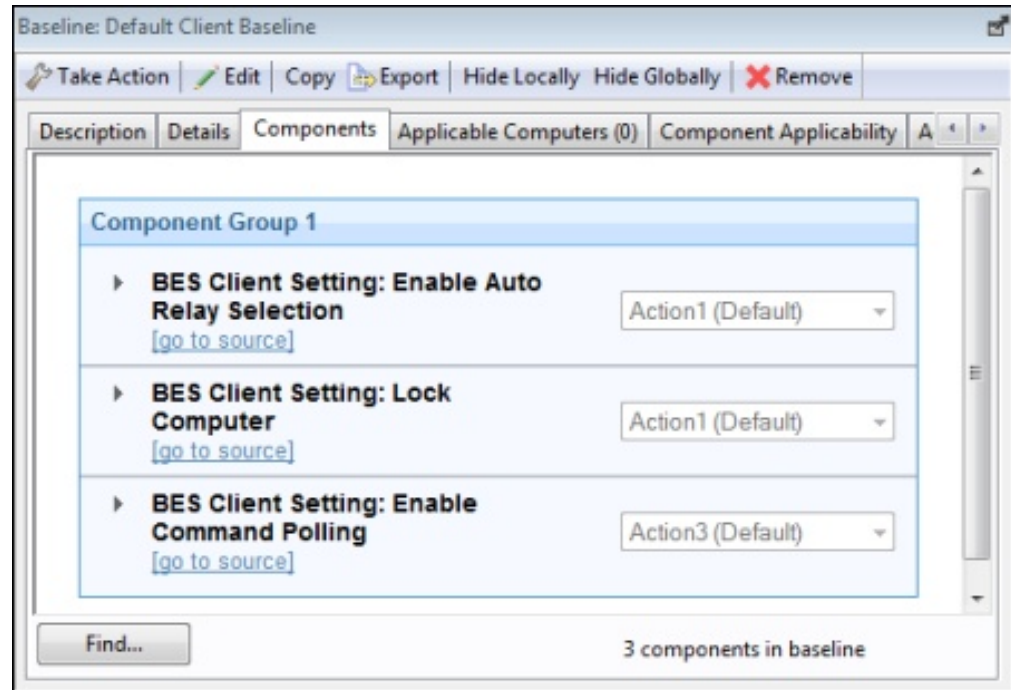 Baseline: Default Client Baseline
Take Action Edit Copy Export Hide Locally Hide Globally Remove
Description Details Components Applicable Computers (0) Component Applicability A
Component Group 1
BES Client Setting: Enable Auto
Relay Selection
Action1 (Default)
[go to source]
BES Client Setting: Lock
Computer
Action1 (Default)
[go to source]
BES Client Setting: Enable
Command Polling
Action3 (Default)
[go to source]
Find...
3 components in baseline